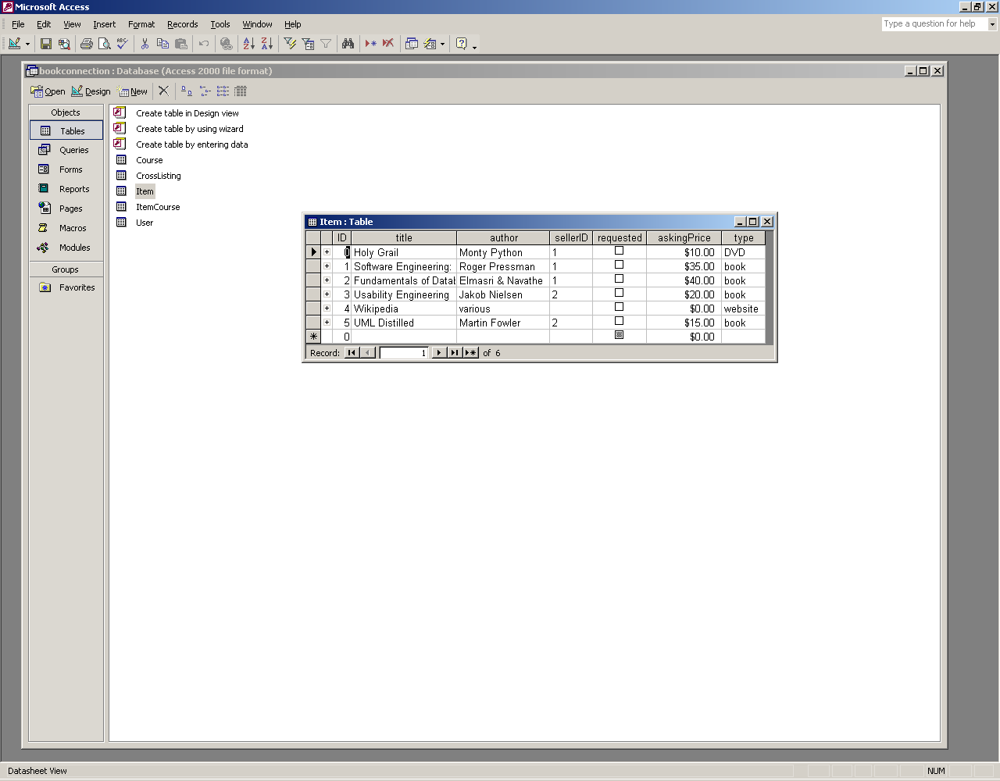 Microsoft Access
File Edit View Insert Format Records Tools Window Help
Type a question for help
bookconnection : Database (Access 2000 file format)
Open Design New
Objects
Tables
Queries
Forms
Reports
Pages
Macros
Modules
Groups
Favorites
Create table in Design view
Create table by using wizard
Create table by entering data
Course
CrossListing
Item
ItemCourse
User
Item : Table
ID title author sellerID requested askingPrice type
0 Holy Grail Monty Python 1 $10.00 DVD
1 Software Engineering: Roger Pressman 1 $35.00 book
2 Fundamentals of Datab Elmasri & Navathe 1 $40.00 book
3 Usability Engineering Jakob Nielsen 2 $20.00 book
4 Wikipedia various $0.00 website
5 UML Distilled Martin Fowler 2 $15.00 book
0 $0.00
Record: 1 of 6
Datasheet View NUM